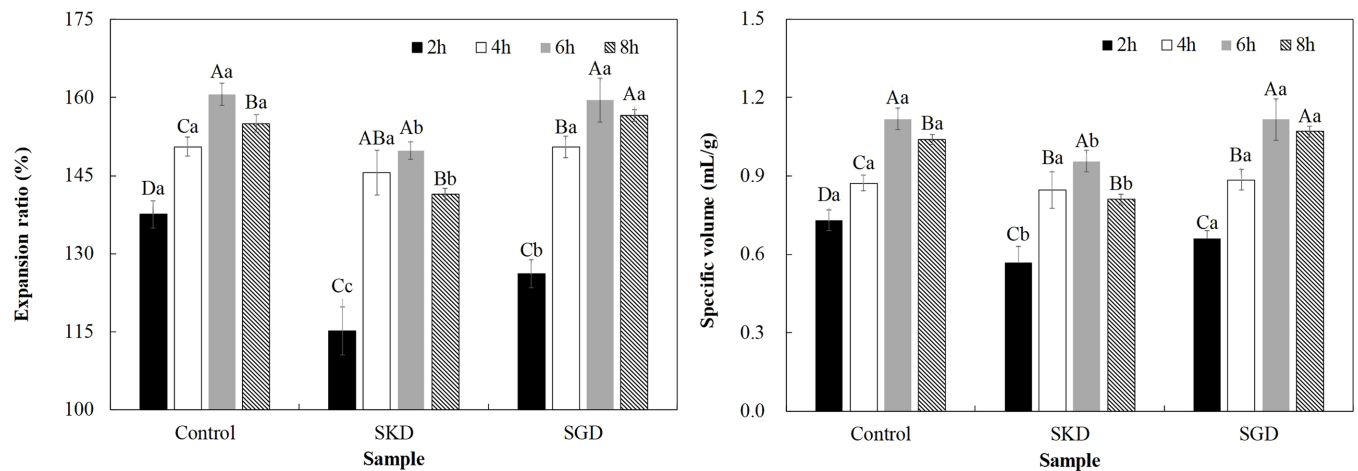 175
160
145
130
115
100
Expansion ratio (%)
2h 4h 6h 8h
Da Ca Aa Ba
Cc ABa Ab Bb
Cb Ba Aa Aa
Control SKD SGD
Sample
1.5
1.2
0.9
0.6
0.3
0.0
Specific volume (mL/g)
2h 4h 6h 8h
Da Ca Aa Ba
Cb Ba Ab Bb
Ca Ba Aa Aa
Control SKD SGD
Sample